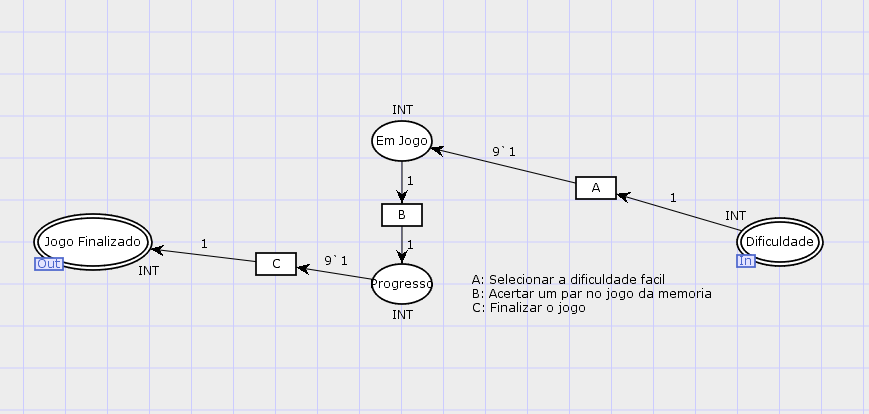 INT
Em Jogo
9`1
A
1
INT
1
B
Dificuldade
In
Jogo Finalizado
Out
1
INT
C
9`1
1
Progresso
INT
A: Selecionar a dificuldade facil
B: Acertar um par no jogo da memoria
C: Finalizar o jogo